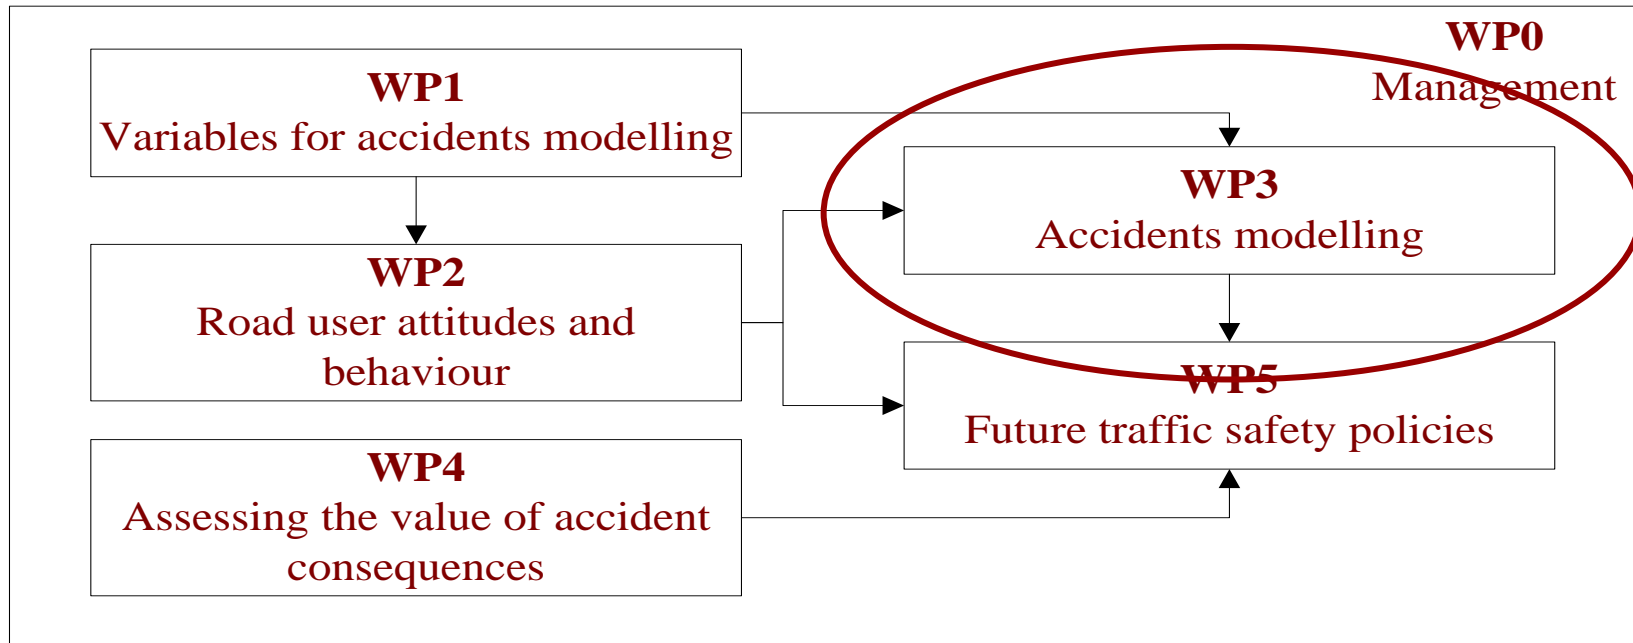 WP0
Management
WP1
Variables for accidents modelling
WP3
Accidents modelling
WP2
Road user attitudes and
behaviour
WP5
Future traffic safety policies
WP4
Assessing the value of accident
consequences